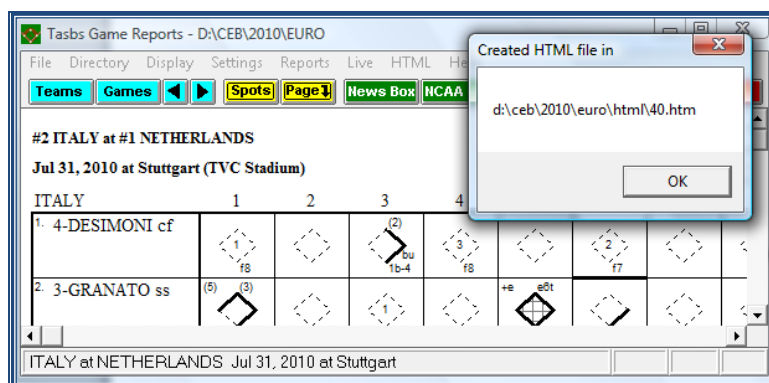 Tasbs Game Reports - D:\CEB\2010\EURO
File Directory Display Settings Reports Live HTML
Teams Games Spots Page News Box NCAA
Created HTML file in
d:\ceb\2010\euro\html\40.htm
OK
#2 ITALY at #1 NETHERLANDS
Jul 31, 2010 at Stuttgart (TVC Stadium)
ITALY 1 2 3 4
1. 4-DESIMONI cf 1 f8 (2) bu 1b-4 3 f8 2 f7
2. 3-GRANATO ss (5) (3) 1 +e e6t
ITALY at NETHERLANDS Jul 31, 2010 at Stuttgart